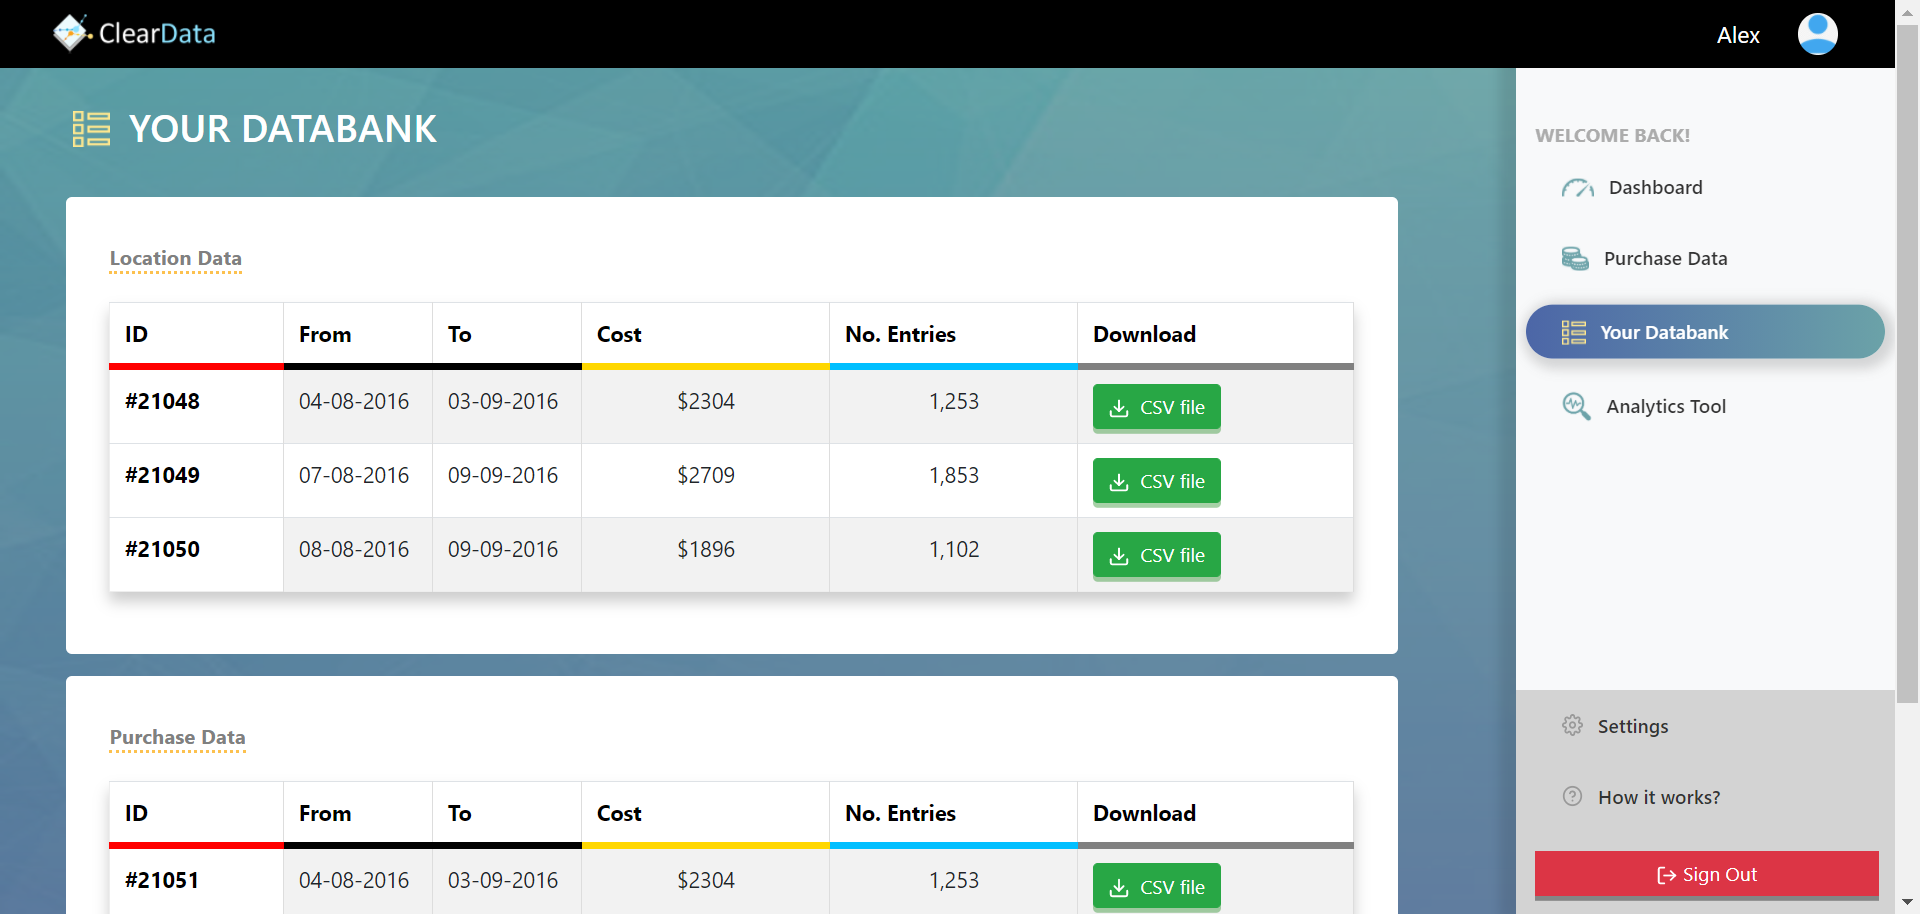 ClearData
Alex
YOUR DATABANK
Location Data
ID From To Cost No. Entries Download
#21048 04-08-2016 03-09-2016 $2304 1,253 CSV file
#21049 07-08-2016 09-09-2016 $2709 1,853 CSV file
#21050 08-08-2016 09-09-2016 $1896 1,102 CSV file
Purchase Data
ID From To Cost No. Entries Download
#21051 04-08-2016 03-09-2016 $2304 1,253 CSV file
WELCOME BACK!
Dashboard
Purchase Data
Your Databank
Analytics Tool
Settings
How it works?
Sign Out